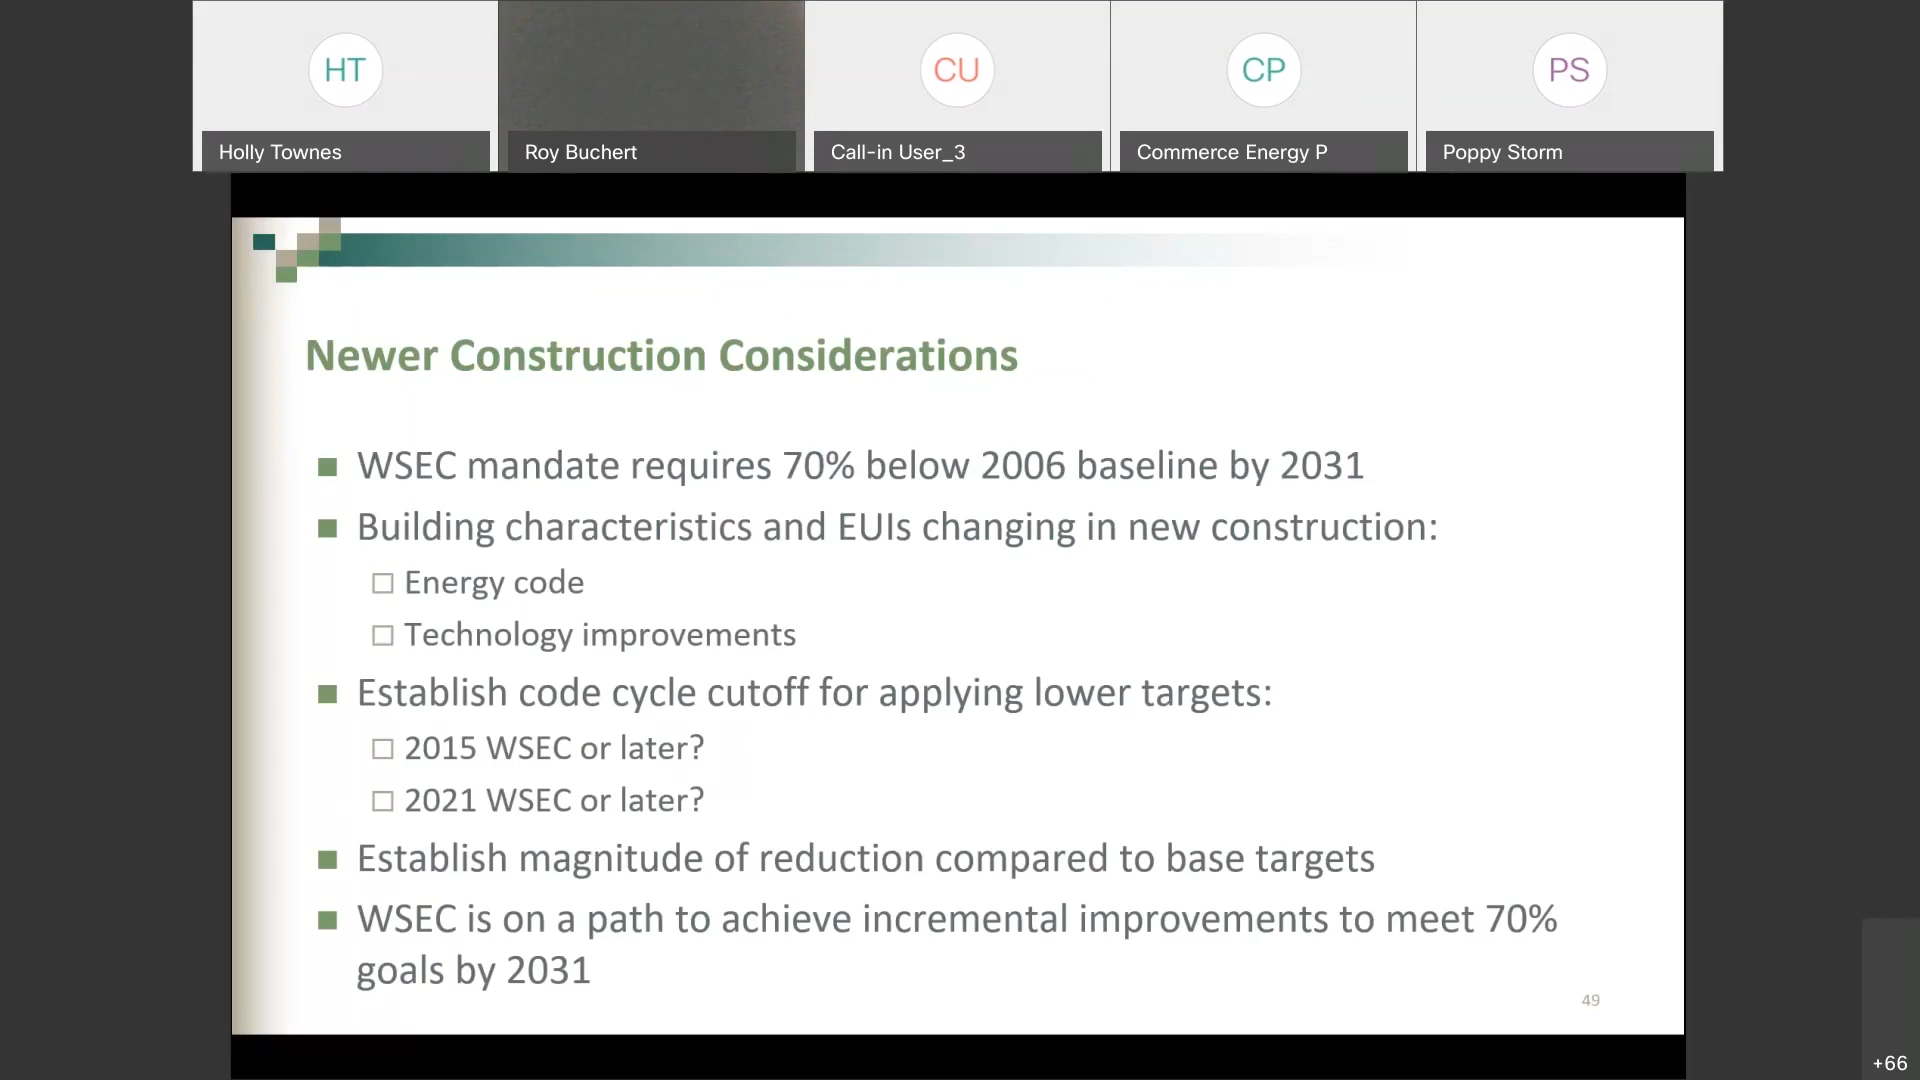 HT
CU
CP
PS
Holly Townes
Roy Buchert
Call-in User_3
Commerce Energy P
Poppy Storm
Newer Construction Considerations
WSEC mandate requires 70% below 2006 baseline by 2031
Building characteristics and EUIs changing in new construction:
Energy code
Technology improvements
Establish code cycle cutoff for applying lower targets:
2015 WSEC or later?
2021 WSEC or later?
Establish magnitude of reduction compared to base targets
WSEC is on a path to achieve incremental improvements to meet 70%
goals by 2031
49
+66